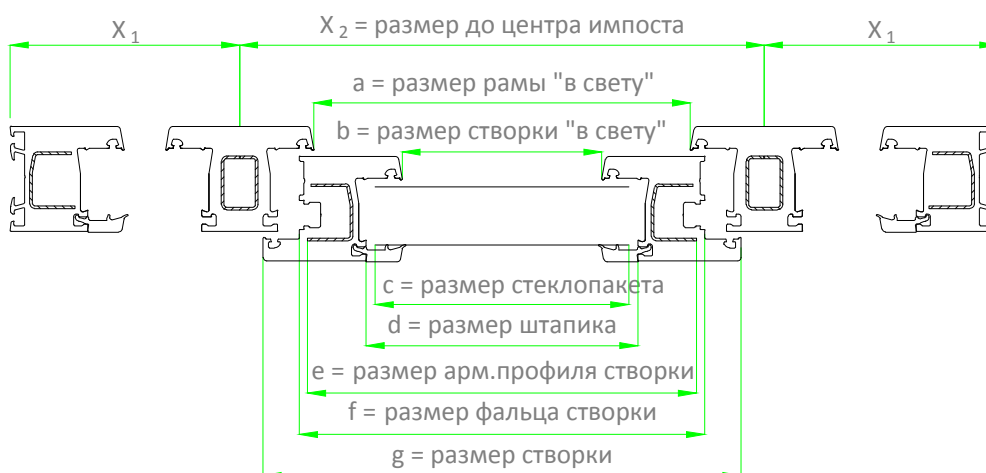 X 1
X 2 = размер до центра импоста
X 1
a = размер рамы "в свету"
b = размер створки "в свету"
c = размер стеклопакета
d = размер штапика
e = размер арм.профиля створки
f = размер фальца створки
g = размер створки